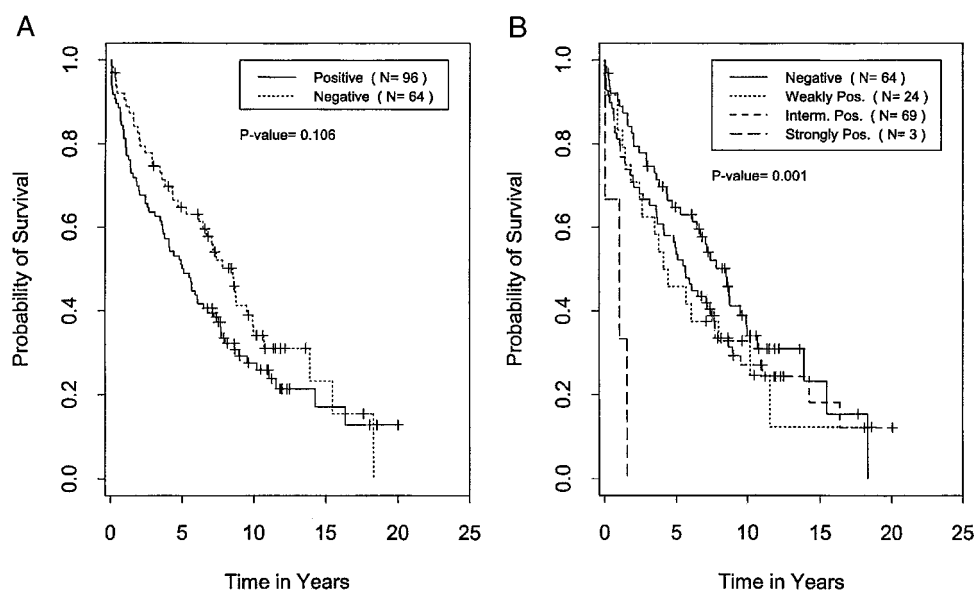 A
Probability of Survival
1.0
0.8
0.6
0.4
0.2
0.0
Positive ( N= 96 )
Negative ( N= 64 )
P-value= 0.106
0 5 10 15 20 25
Time in Years
B
Probability of Survival
1.0
0.8
0.6
0.4
0.2
0.0
Negative ( N= 64 )
Weakly Pos. ( N= 24 )
Interm. Pos. ( N= 69 )
Strongly Pos. ( N= 3 )
P-value= 0.001
0 5 10 15 20 25
Time in Years